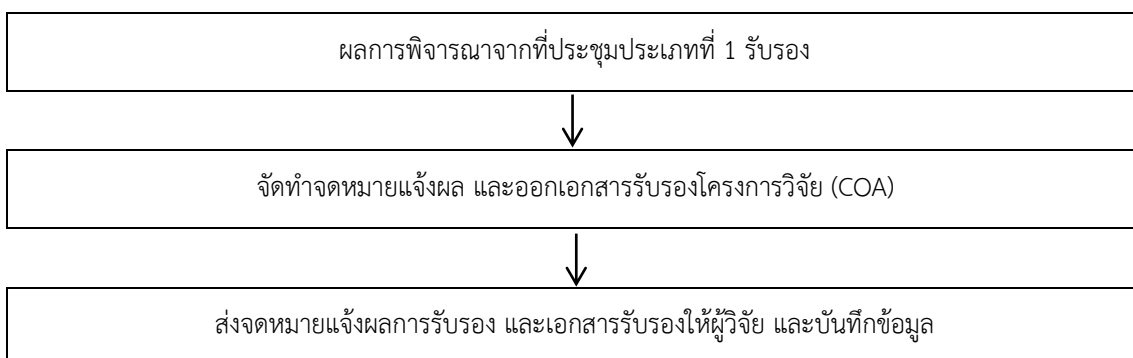 ผลการพิจารณาจากที่ประชุมประเภทที่ 1 รับรอง
จัดทำจดหมายแจ้งผล และออกเอกสารรับรองโครงการวิจัย (COA)
ส่งจดหมายแจ้งผลการรับรอง และเอกสารรับรองให้ผู้วิจัย และบันทึกข้อมูล